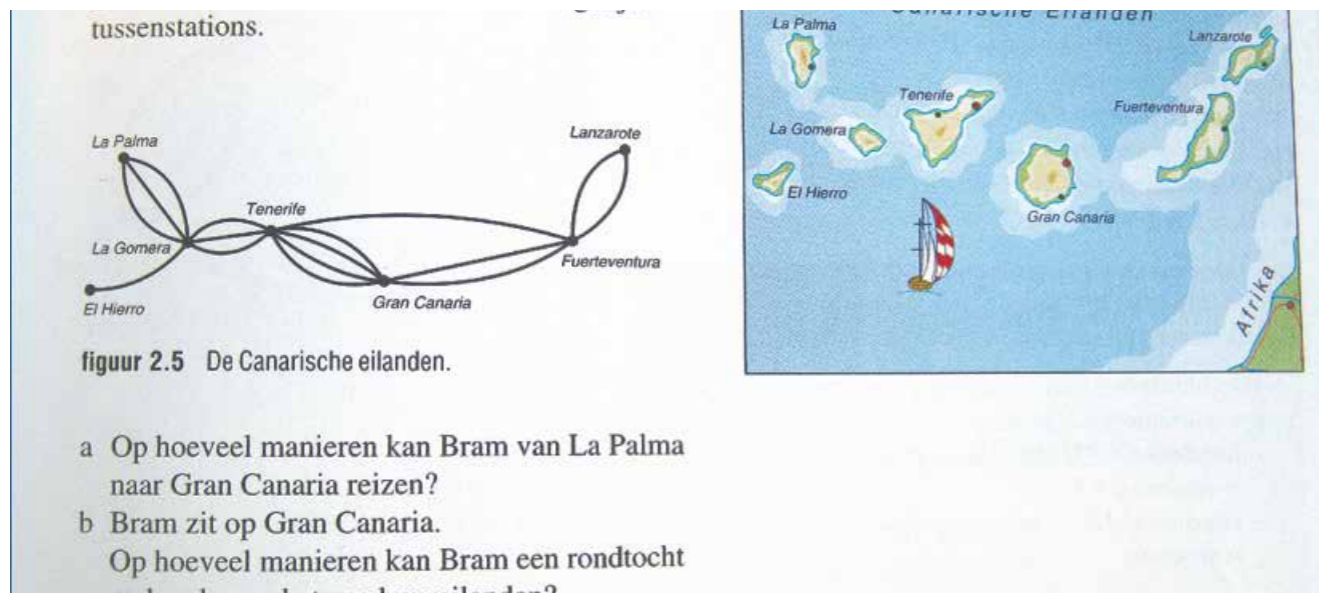 tussenstations.
La Palma
Lanzarote
Tenerife
La Gomera
Fuerteventura
El Hierro
Gran Canaria
figuur 2.5 De Canarische eilanden.
a Op hoeveel manieren kan Bram van La Palma
naar Gran Canaria reizen?
b Bram zit op Gran Canaria.
Op hoeveel manieren kan Bram een rondtocht
eilanden?
Canarische Eilanden
La Palma
Lanzarote
Tenerife
Fuerteventura
La Gomera
El Hierro
Gran Canaria
Afrika